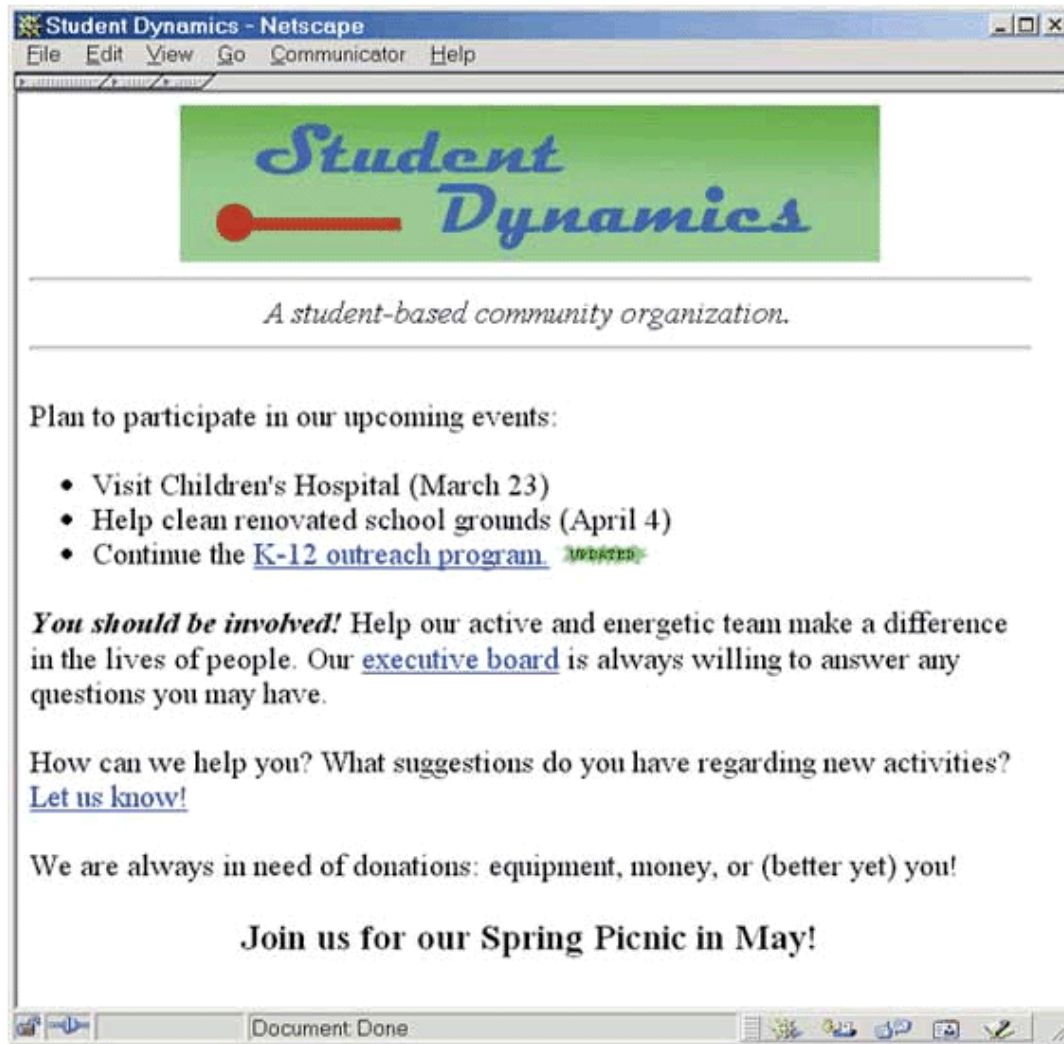 Student Dynamics - Netscape
File Edit View Go Communicator Help
Student
Dynamics
A student-based community organization.
Plan to participate in our upcoming events:
• Visit Children's Hospital (March 23)
• Help clean renovated school grounds (April 4)
• Continue the K-12 outreach program. UPDATED
You should be involved! Help our active and energetic team make a difference
in the lives of people. Our executive board is always willing to answer any
questions you may have.
How can we help you? What suggestions do you have regarding new activities?
Let us know!
We are always in need of donations: equipment, money, or (better yet) you!
Join us for our Spring Picnic in May!
Document: Done